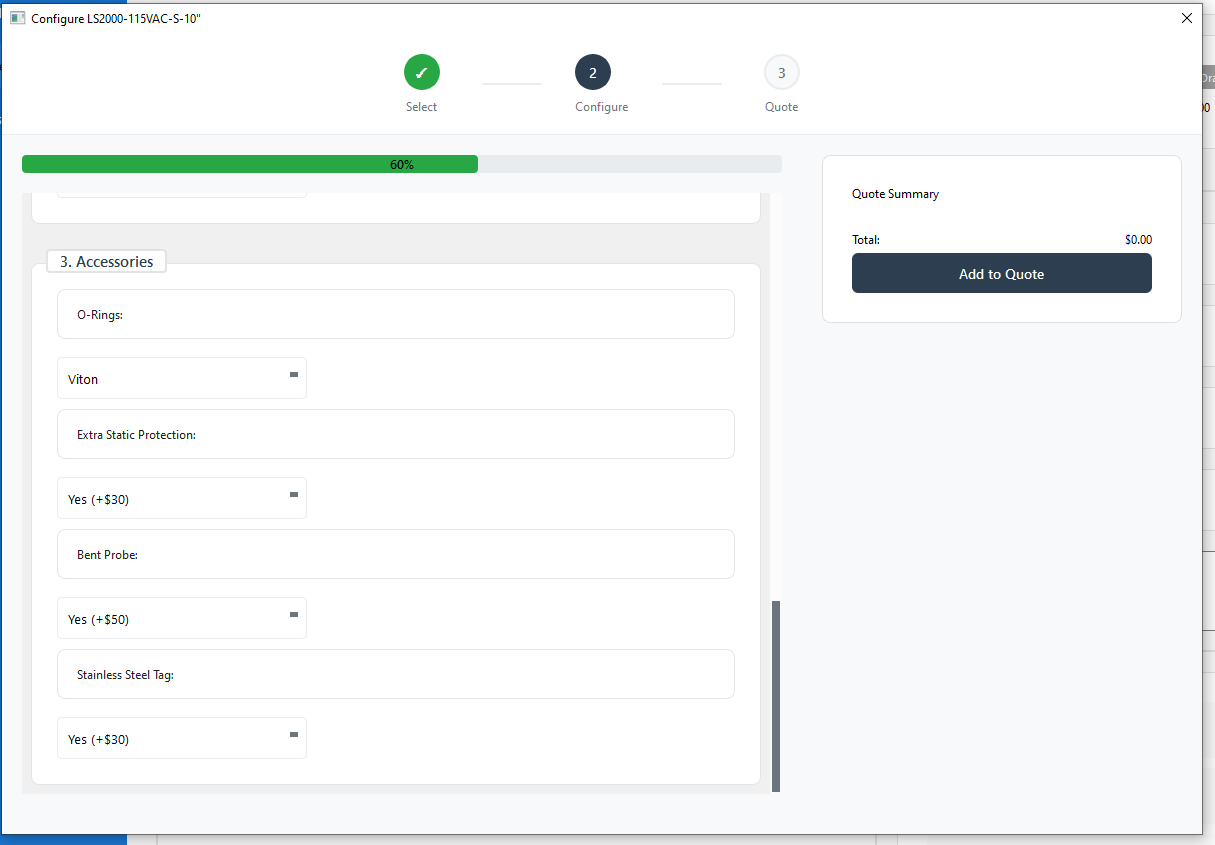 Configure LS2000-115VAC-S-10"
✓
2
3
Select
Configure
Quote
60%
3. Accessories
O-Rings:
Viton
Extra Static Protection:
Yes (+$30)
Bent Probe:
Yes (+$50)
Stainless Steel Tag:
Yes (+$30)
Quote Summary
Total:
$0.00
Add to Quote